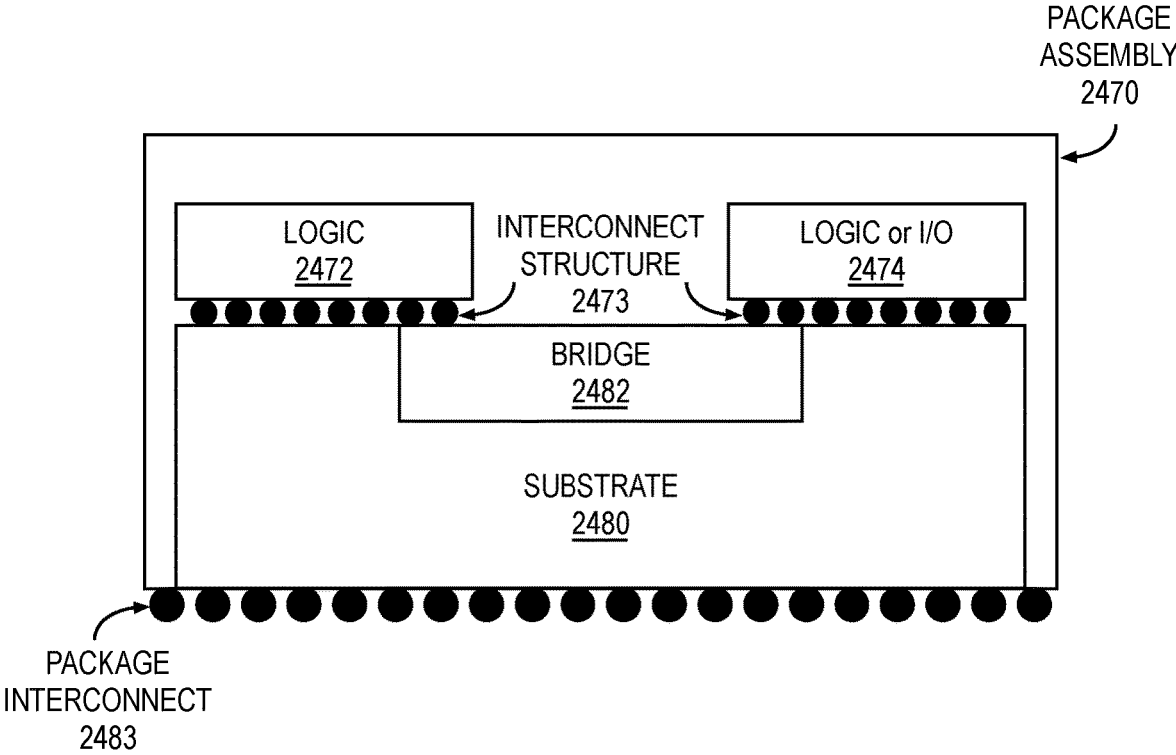 PACKAGE
ASSEMBLY
2470
LOGIC
2472
INTERCONNECT
STRUCTURE
2473
LOGIC or I/O
2474
BRIDGE
2482
SUBSTRATE
2480
PACKAGE
INTERCONNECT
2483